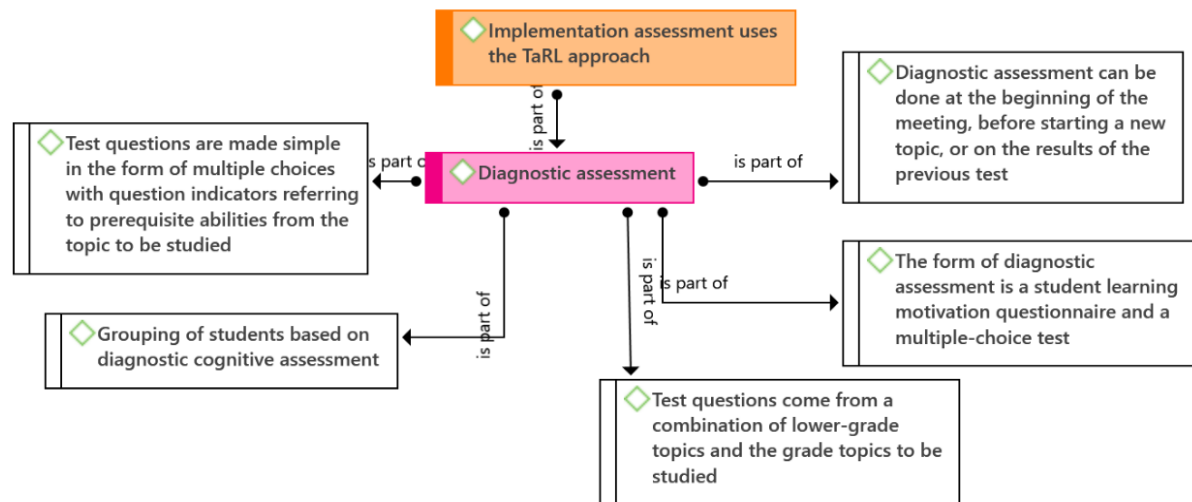 Implementation assessment uses
the TaRL approach
is part of
Diagnostic assessment
is part of
Diagnostic assessment can be
done at the beginning of the
meeting, before starting a new
topic, or on the results of the
previous test
s part o
Test questions are made simple
in the form of multiple choices
with question indicators referring
to prerequisite abilities from the
topic to be studied
is part of
The form of diagnostic
assessment is a student learning
motivation questionnaire and a
multiple-choice test
is part of
Grouping of students based on
diagnostic cognitive assessment
is part of
Test questions come from a
combination of lower-grade
topics and the grade topics to be
studied